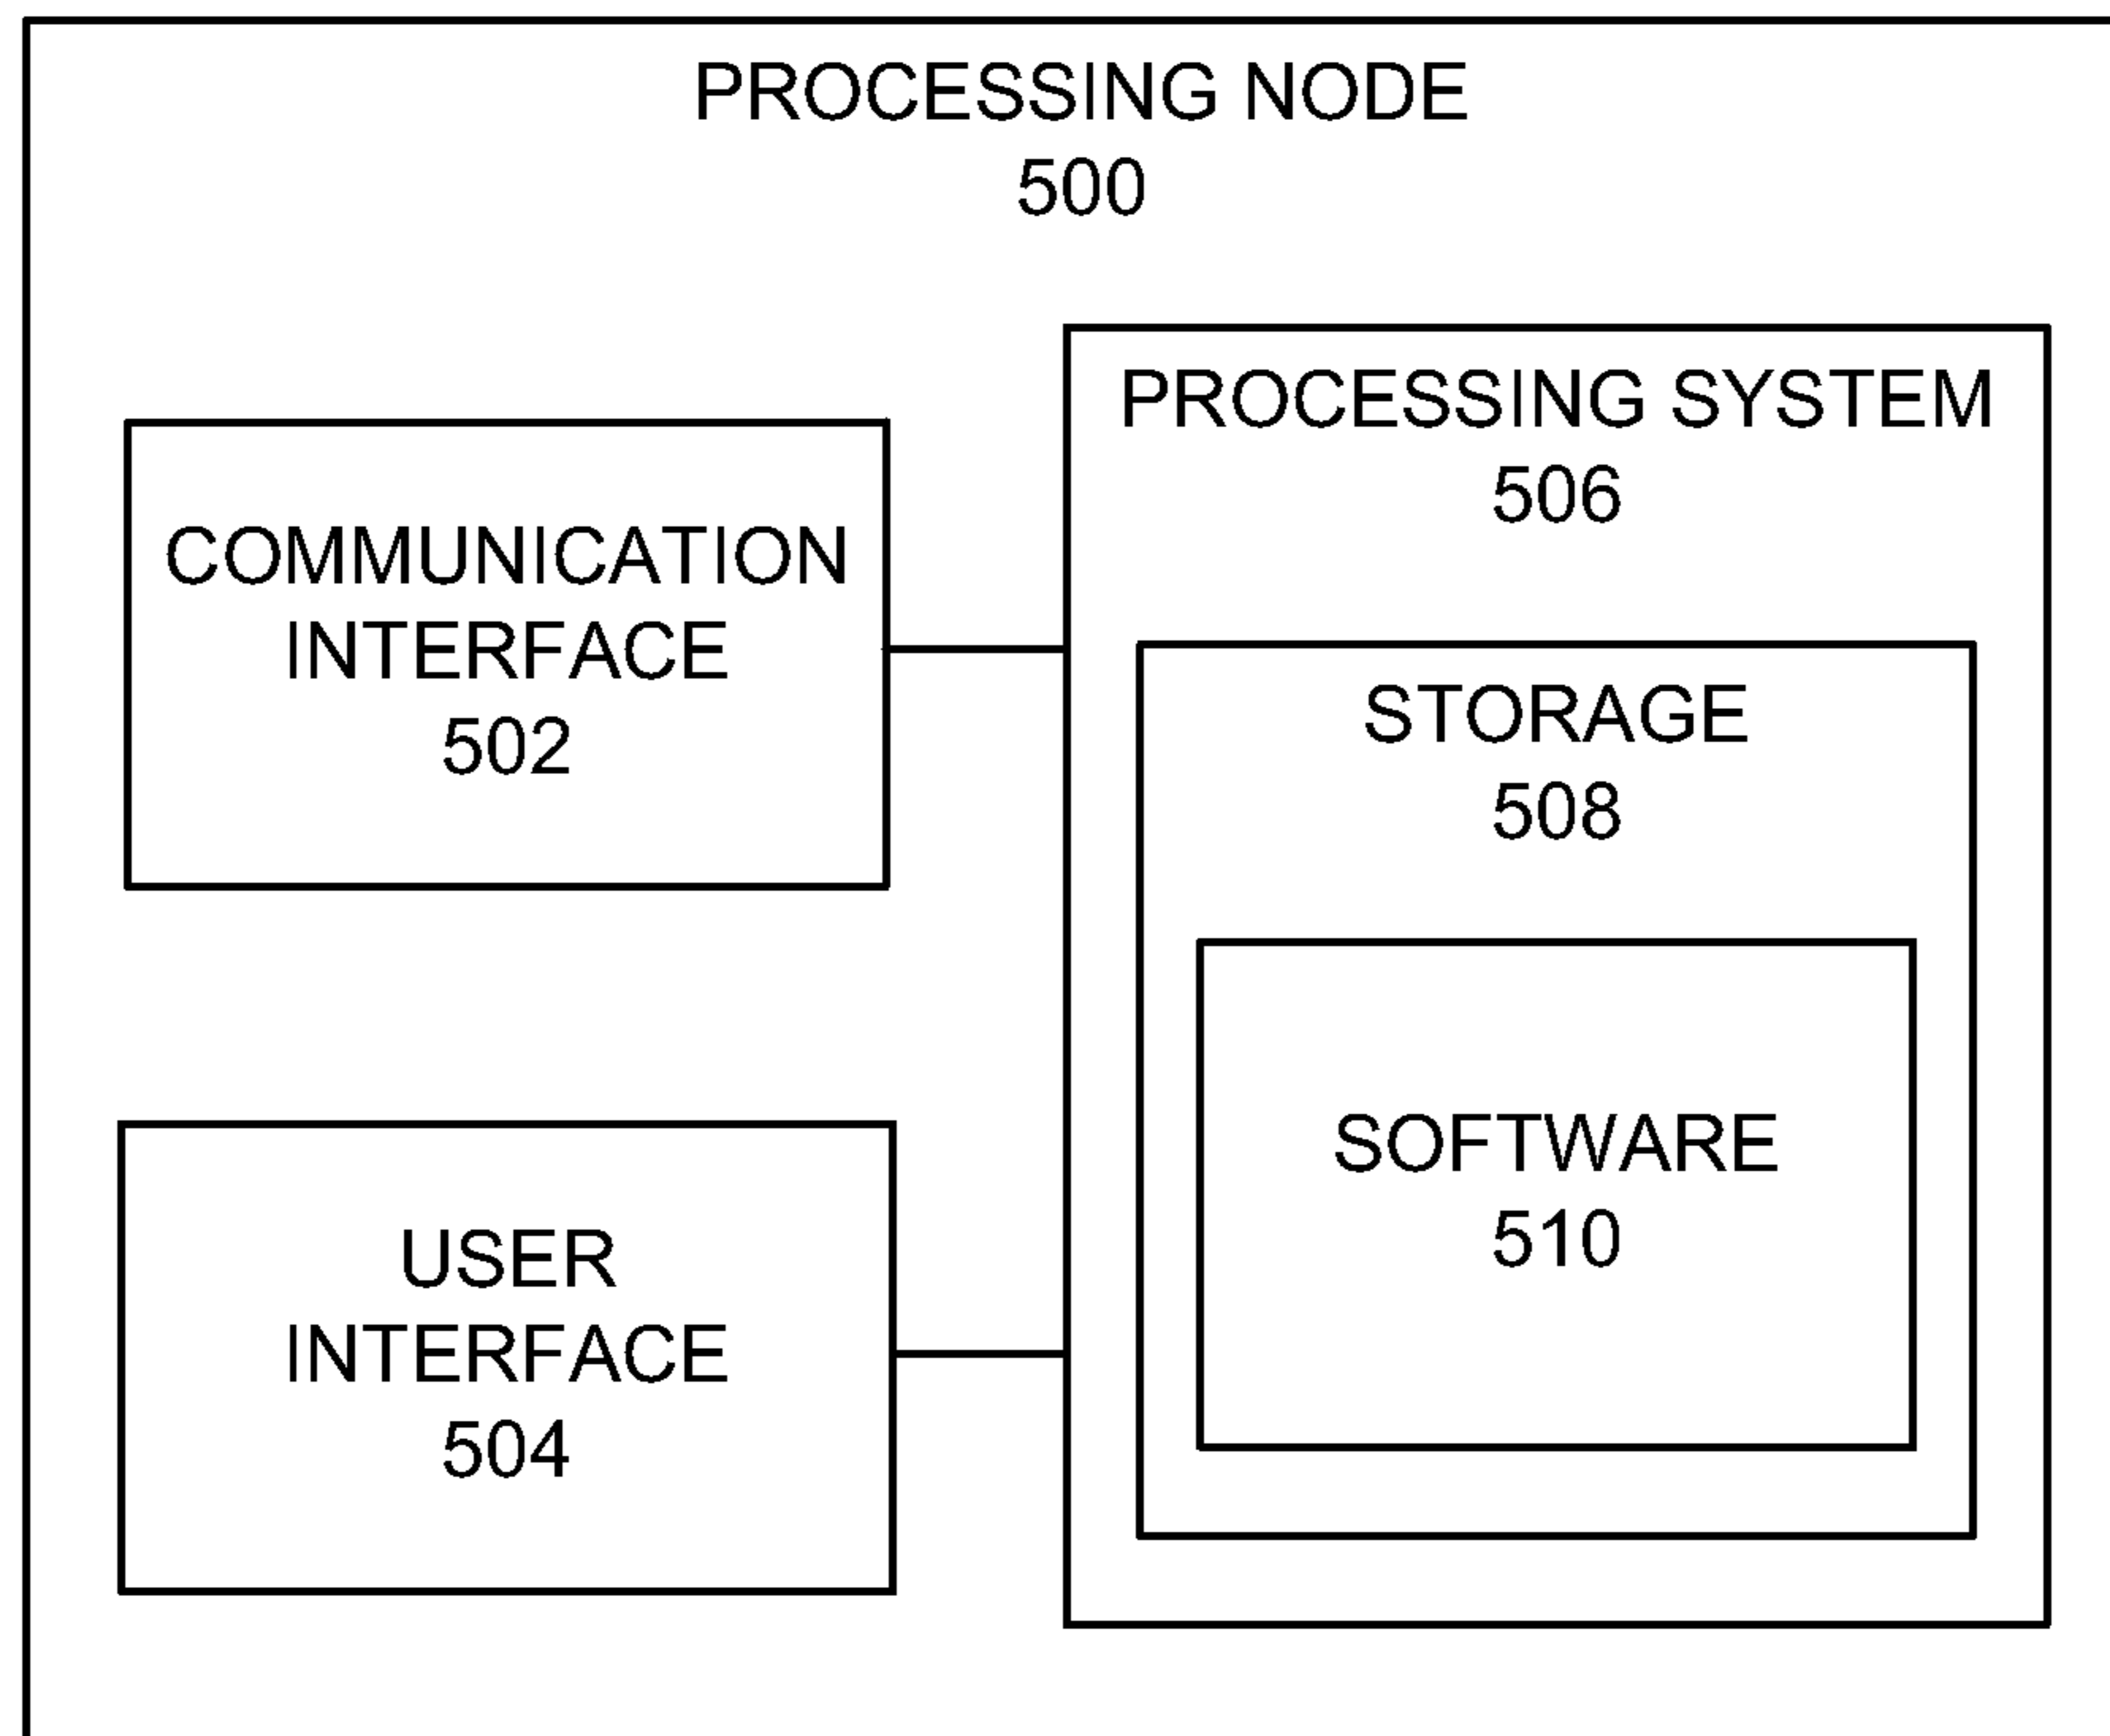 PROCESSING NODE
500
PROCESSING SYSTEM
506
COMMUNICATION
INTERFACE
502
STORAGE
508
SOFTWARE
510
USER
INTERFACE
504